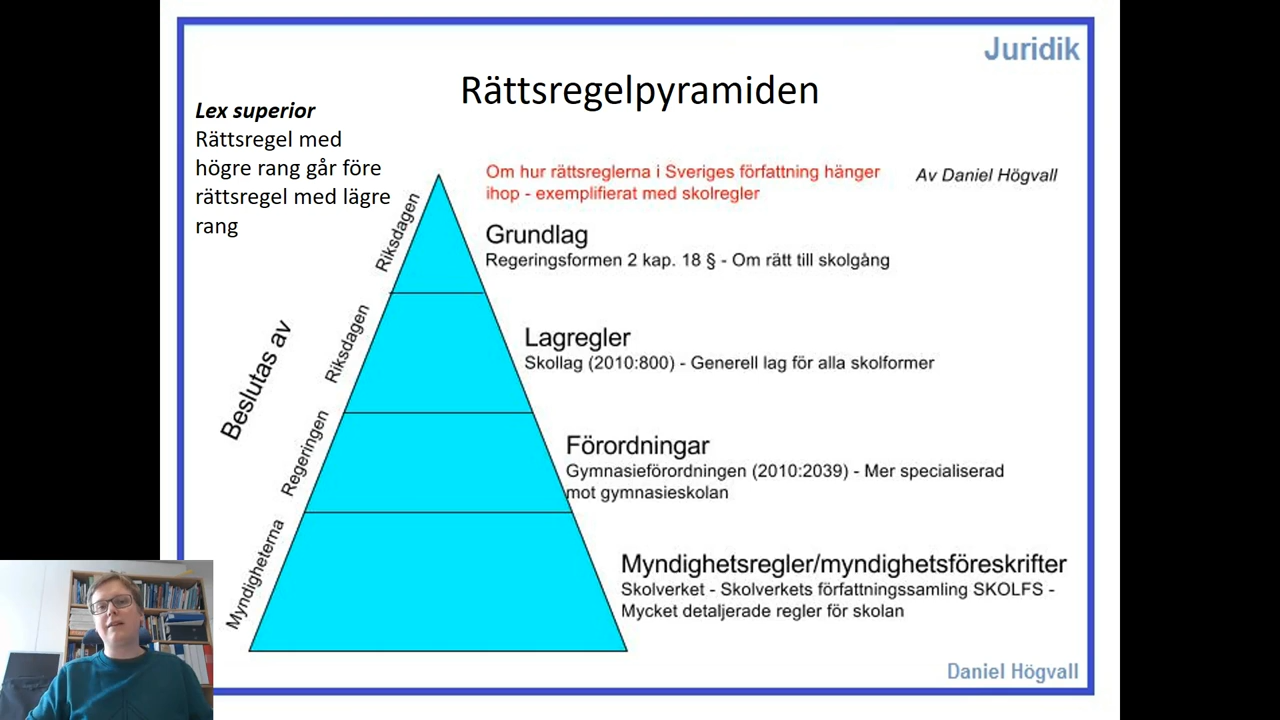 Juridik
Rättsregelpyramiden
Lex superior
Rättsregel med
högre rang går före
rättsregel med lägre
rang
Om hur rättsreglerna i Sveriges författning hänger
ihop - exemplifierat med skolregler
Av Daniel Högvall
Beslutas av
Riksdagen
Grundlag
Regeringsformen 2 kap. 18 § - Om rätt till skolgång
Riksdagen
Lagregler
Skollag (2010:800) - Generell lag för alla skolformer
Regeringen
Förordningar
Gymnasieförordningen (2010:2039) - Mer specialiserad
mot gymnasieskolan
Myndigheterna
Myndighetsregler/myndighetsföreskrifter
Skolverket - Skolverkets författningssamling SKOLFS -
Mycket detaljerade regler för skolan
Daniel Högvall